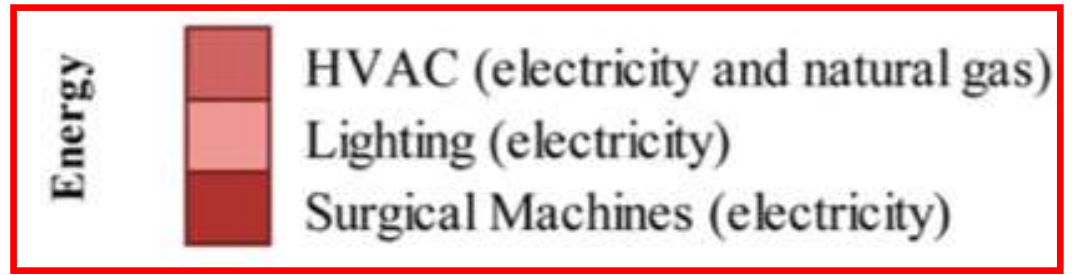 Energy
HVAC (electricity and natural gas)
Lighting (electricity)
Surgical Machines (electricity)